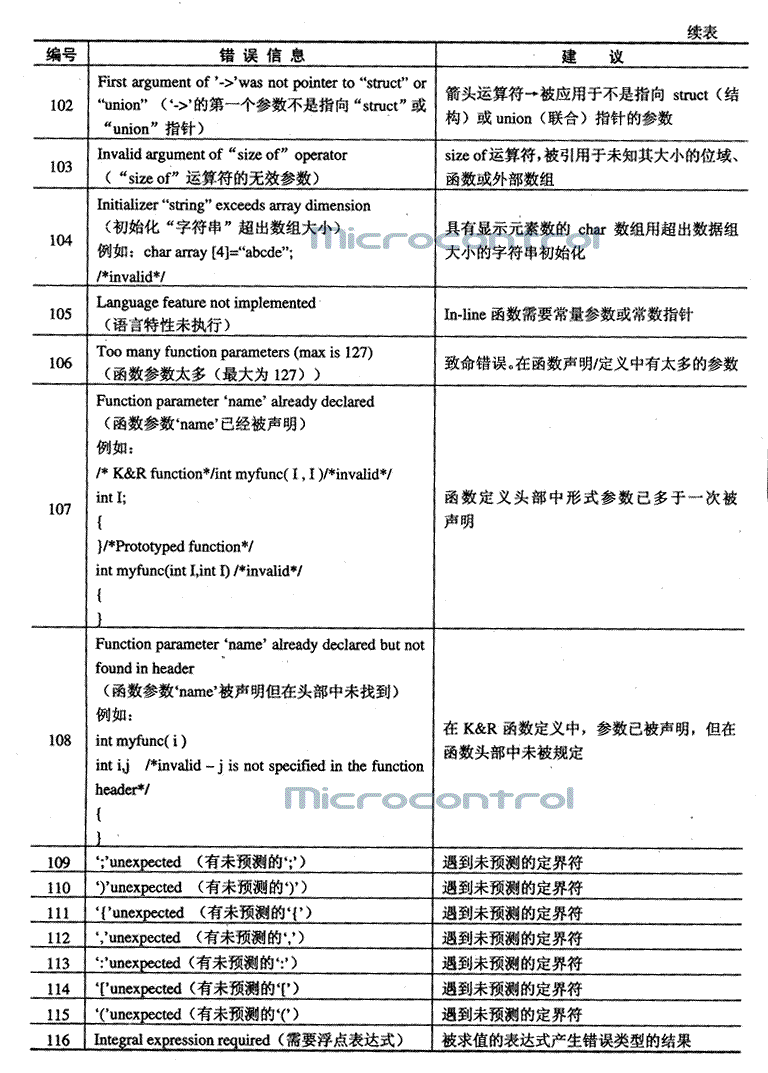 续表
编号 错误信息 建 议
102 First argument of '->'was not pointer to “struct” or
“union” （‘->’的第一个参数不是指向“struct”或
“union”指针）
箭头运算符→被应用于不是指向 struct（结
构）或union（联合）指针的参数
103 Invalid argument of “size of” operator
（“size of”运算符的无效参数）
size of运算符，被引用于未知其大小的位域、
函数或外部数组
104 Initializer “string” exceeds array dimension
（初始化“字符串”超出数组大小）
例如：char array [4]=“abcde”;
/*invalid*/
具有显示元素数的 char 数组用超出数据组
大小的字符串初始化
Microcontrol
105 Language feature not implemented
（语言特性未执行）
In-line 函数需要常量参数或常数指针
106 Too many function parameters (max is 127)
（函数参数太多（最大为 127））
致命错误。在函数声明/定义中有太多的参数
107 Function parameter ‘name’ already declared
（函数参数‘name’已经被声明）
例如：
/* K&R function*/int myfunc( I , I )/*invalid*/
int I;
{
}/*Prototyped function*/
int myfunc(int I,int I) /*invalid*/
{
}
函数定义头部中形式参数已多于一次被
声明
108 Function parameter ‘name’ already declared but not
found in header
（函数参数‘name’被声明但在头部中未找到）
例如：
int myfunc( i )
int i,j /*invalid – j is not specified in the function
header*/
{
}
在 K&R 函数定义中，参数已被声明，但在
函数头部中未被规定
Microcontrol
109 ‘;’unexpected （有未预测的‘;’） 遇到未预测的定界符
110 ‘)’unexpected （有未预测的‘)’） 遇到未预测的定界符
111 ‘{’unexpected （有未预测的‘{’） 遇到未预测的定界符
112 ‘,’unexpected （有未预测的‘,’） 遇到未预测的定界符
113 ‘:’unexpected（有未预测的‘:’） 遇到未预测的定界符
114 ‘[’unexpected（有未预测的‘[’） 遇到未预测的定界符
115 ‘(’unexpected（有未预测的‘(’） 遇到未预测的定界符
116 Integral expression required（需要浮点表达式） 被求值的表达式产生错误类型的结果